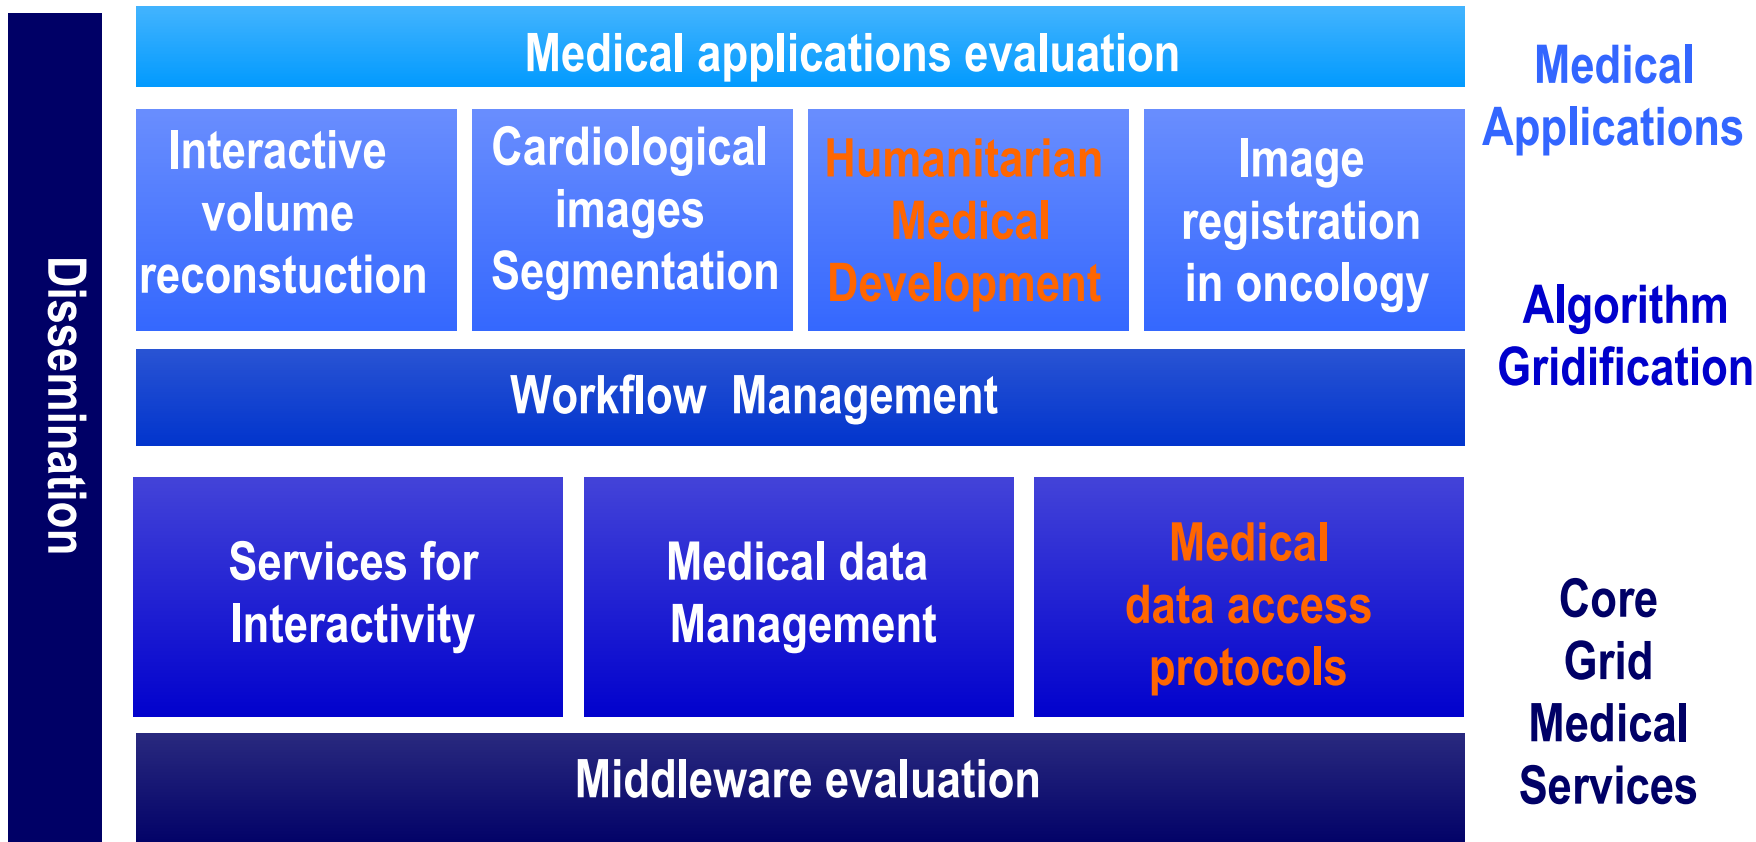 Dissemination
Medical applications evaluation
Interactive
volume
reconstuction
Cardiological
images
Segmentation
Humanitarian
Medical
Development
Image
registration
in oncology
Workflow  Management
Services for
Interactivity
Medical data
Management
Medical
data access
protocols
Middleware evaluation
Medical
Applications
Algorithm
Gridification
Core
Grid
Medical
Services